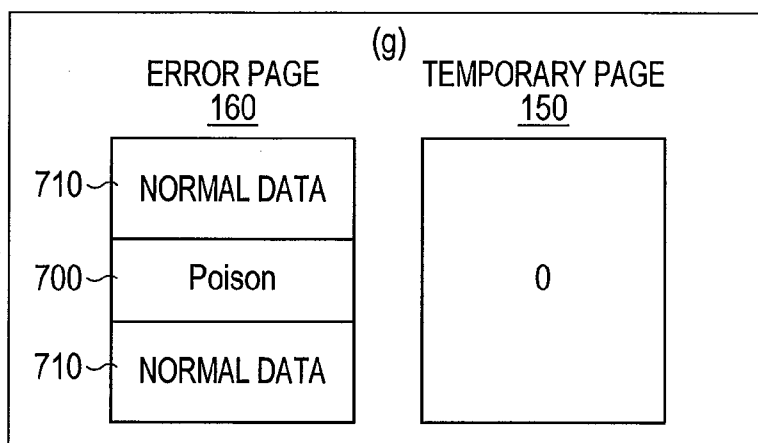 (g)
ERROR PAGE
160
TEMPORARY PAGE
150
710 NORMAL DATA
700 Poison
710 NORMAL DATA
0